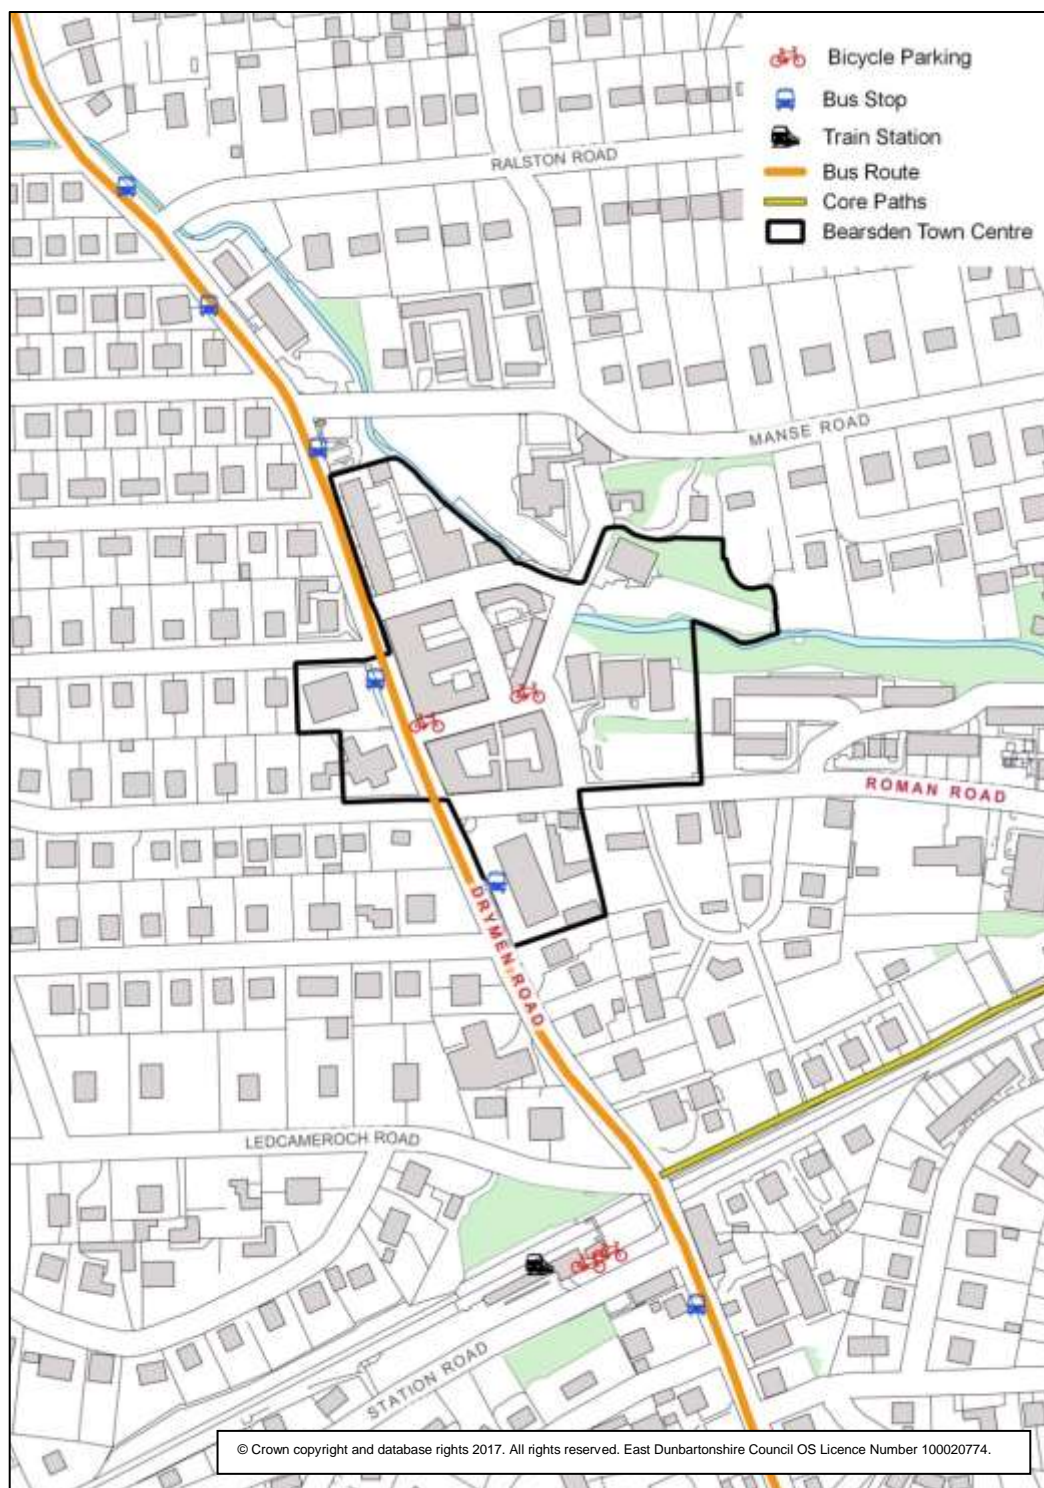 Bicycle Parking
Bus Stop
Train Station
Bus Route
Core Paths
Bearsden Town Centre
RALSTON ROAD
MANSE ROAD
ROMAN ROAD
DRYMEN ROAD
LEDCAMEROCH ROAD
STATION ROAD
© Crown copyright and database rights 2017. All rights reserved. East Dunbartonshire Council OS Licence Number 100020774.